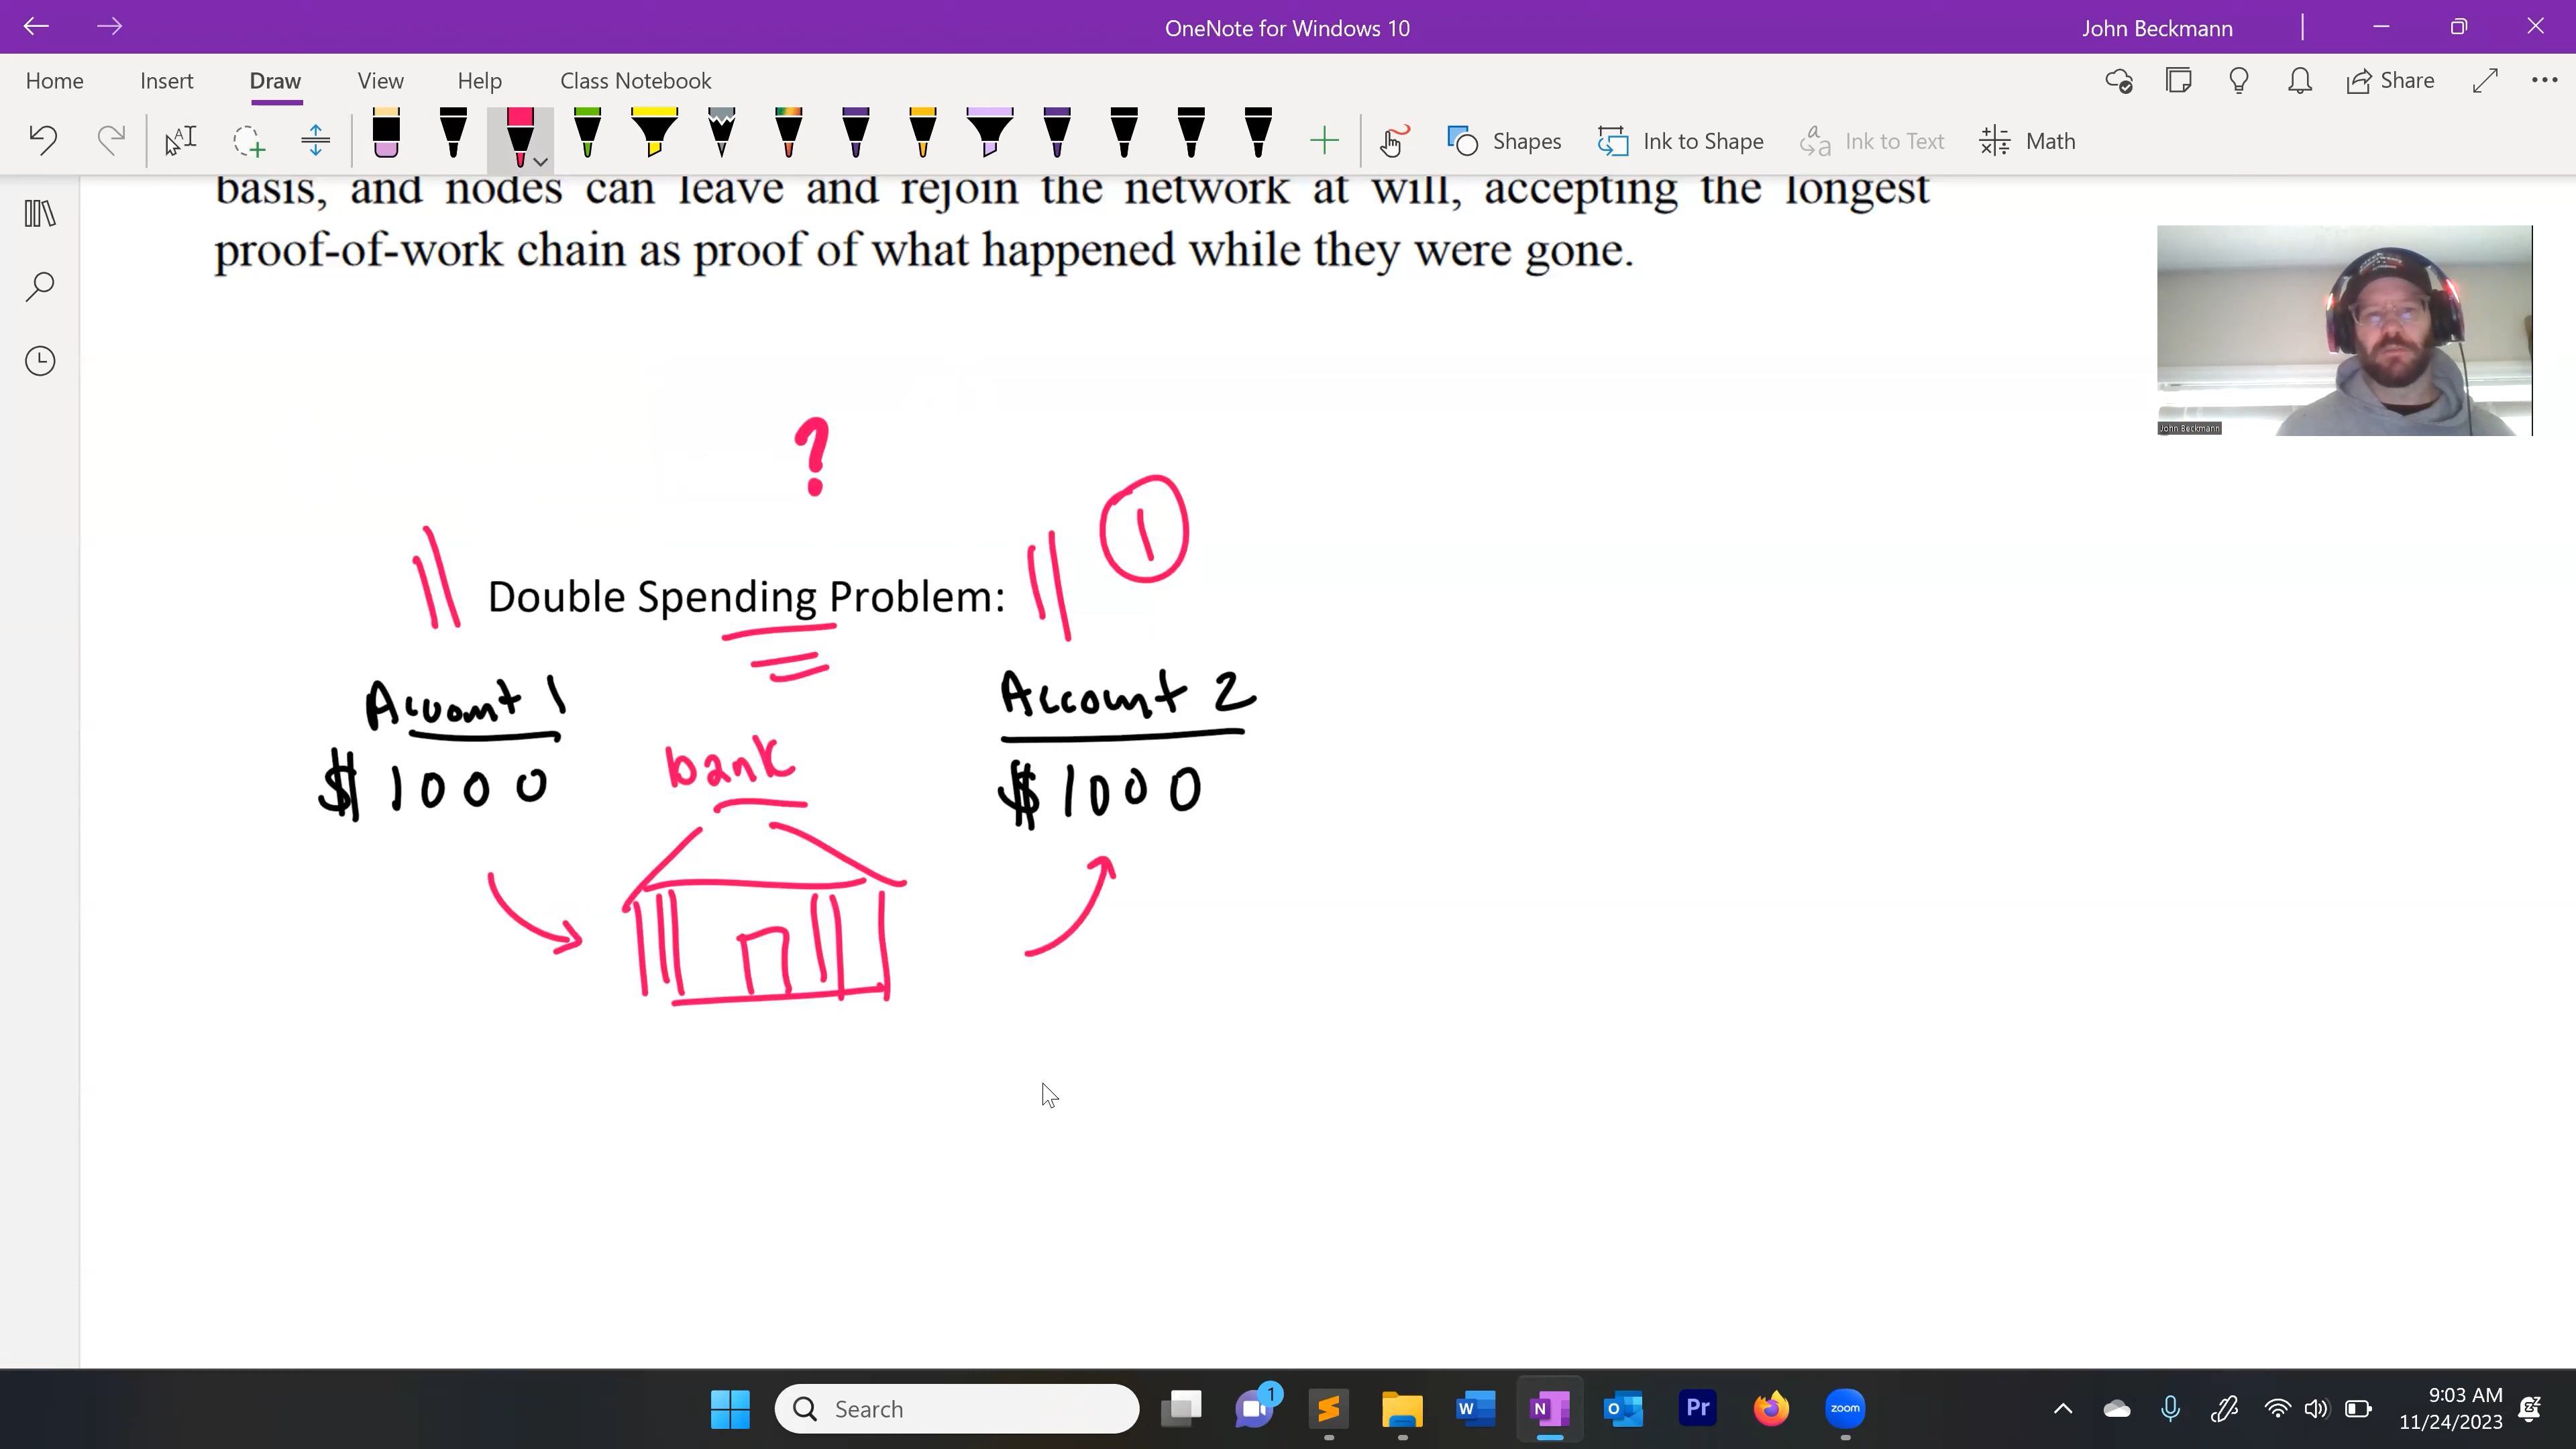 OneNote for Windows 10
John Beckmann
Home Insert Draw View Help Class Notebook
Share
Shapes Ink to Shape Ink to Text Math
basis, and nodes can leave and rejoin the network at will, accepting the longest
proof-of-work chain as proof of what happened while they were gone.
John Beckmann
?
1
Double Spending Problem:
Account 1
Account 2
$ 1000
bank
$ 1000
Search
1
zoom
9:03 AM
11/24/2023